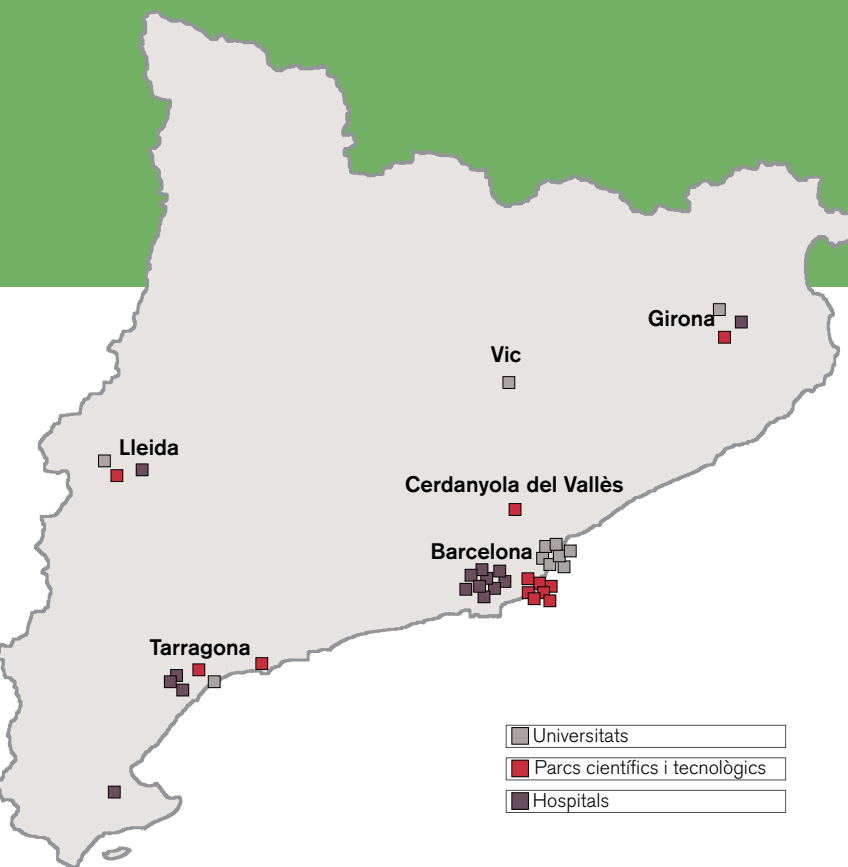 Girona
Vic
Lleida
Cerdanyola del Vallès
Barcelona
Tarragona
Universitats
Parcs científics i tecnològics
Hospitals